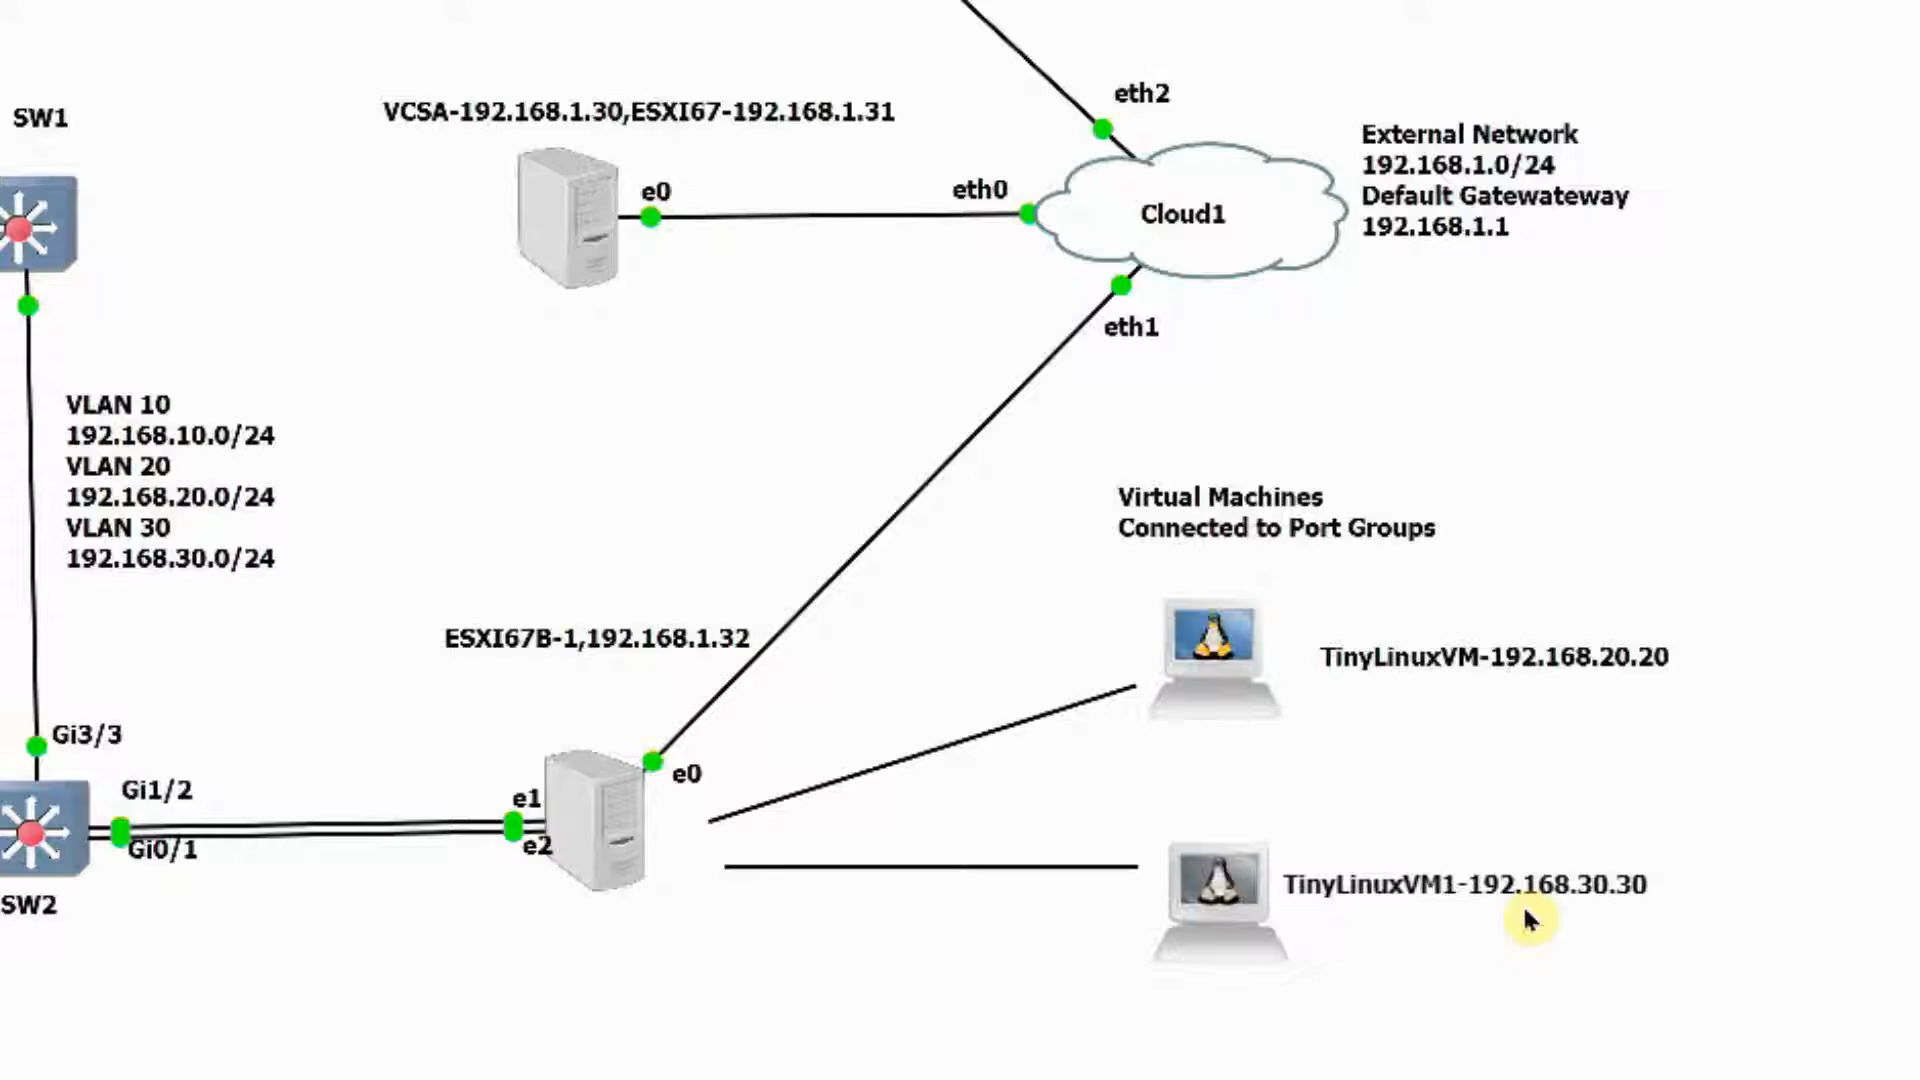 eth2
SW1
VCSA-192.168.1.30,ESXI67-192.168.1.31
External Network
192.168.1.0/24
Default Gatewateway
192.168.1.1
e0
eth0
Cloud1
eth1
VLAN 10
192.168.10.0/24
VLAN 20
192.168.20.0/24
VLAN 30
192.168.30.0/24
Virtual Machines
Connected to Port Groups
ESXI67B-1,192.168.1.32
TinyLinuxVM-192.168.20.20
Gi3/3
e0
Gi1/2
e1
Gi0/1
e2
TinyLinuxVM1-192.168.30.30
SW2